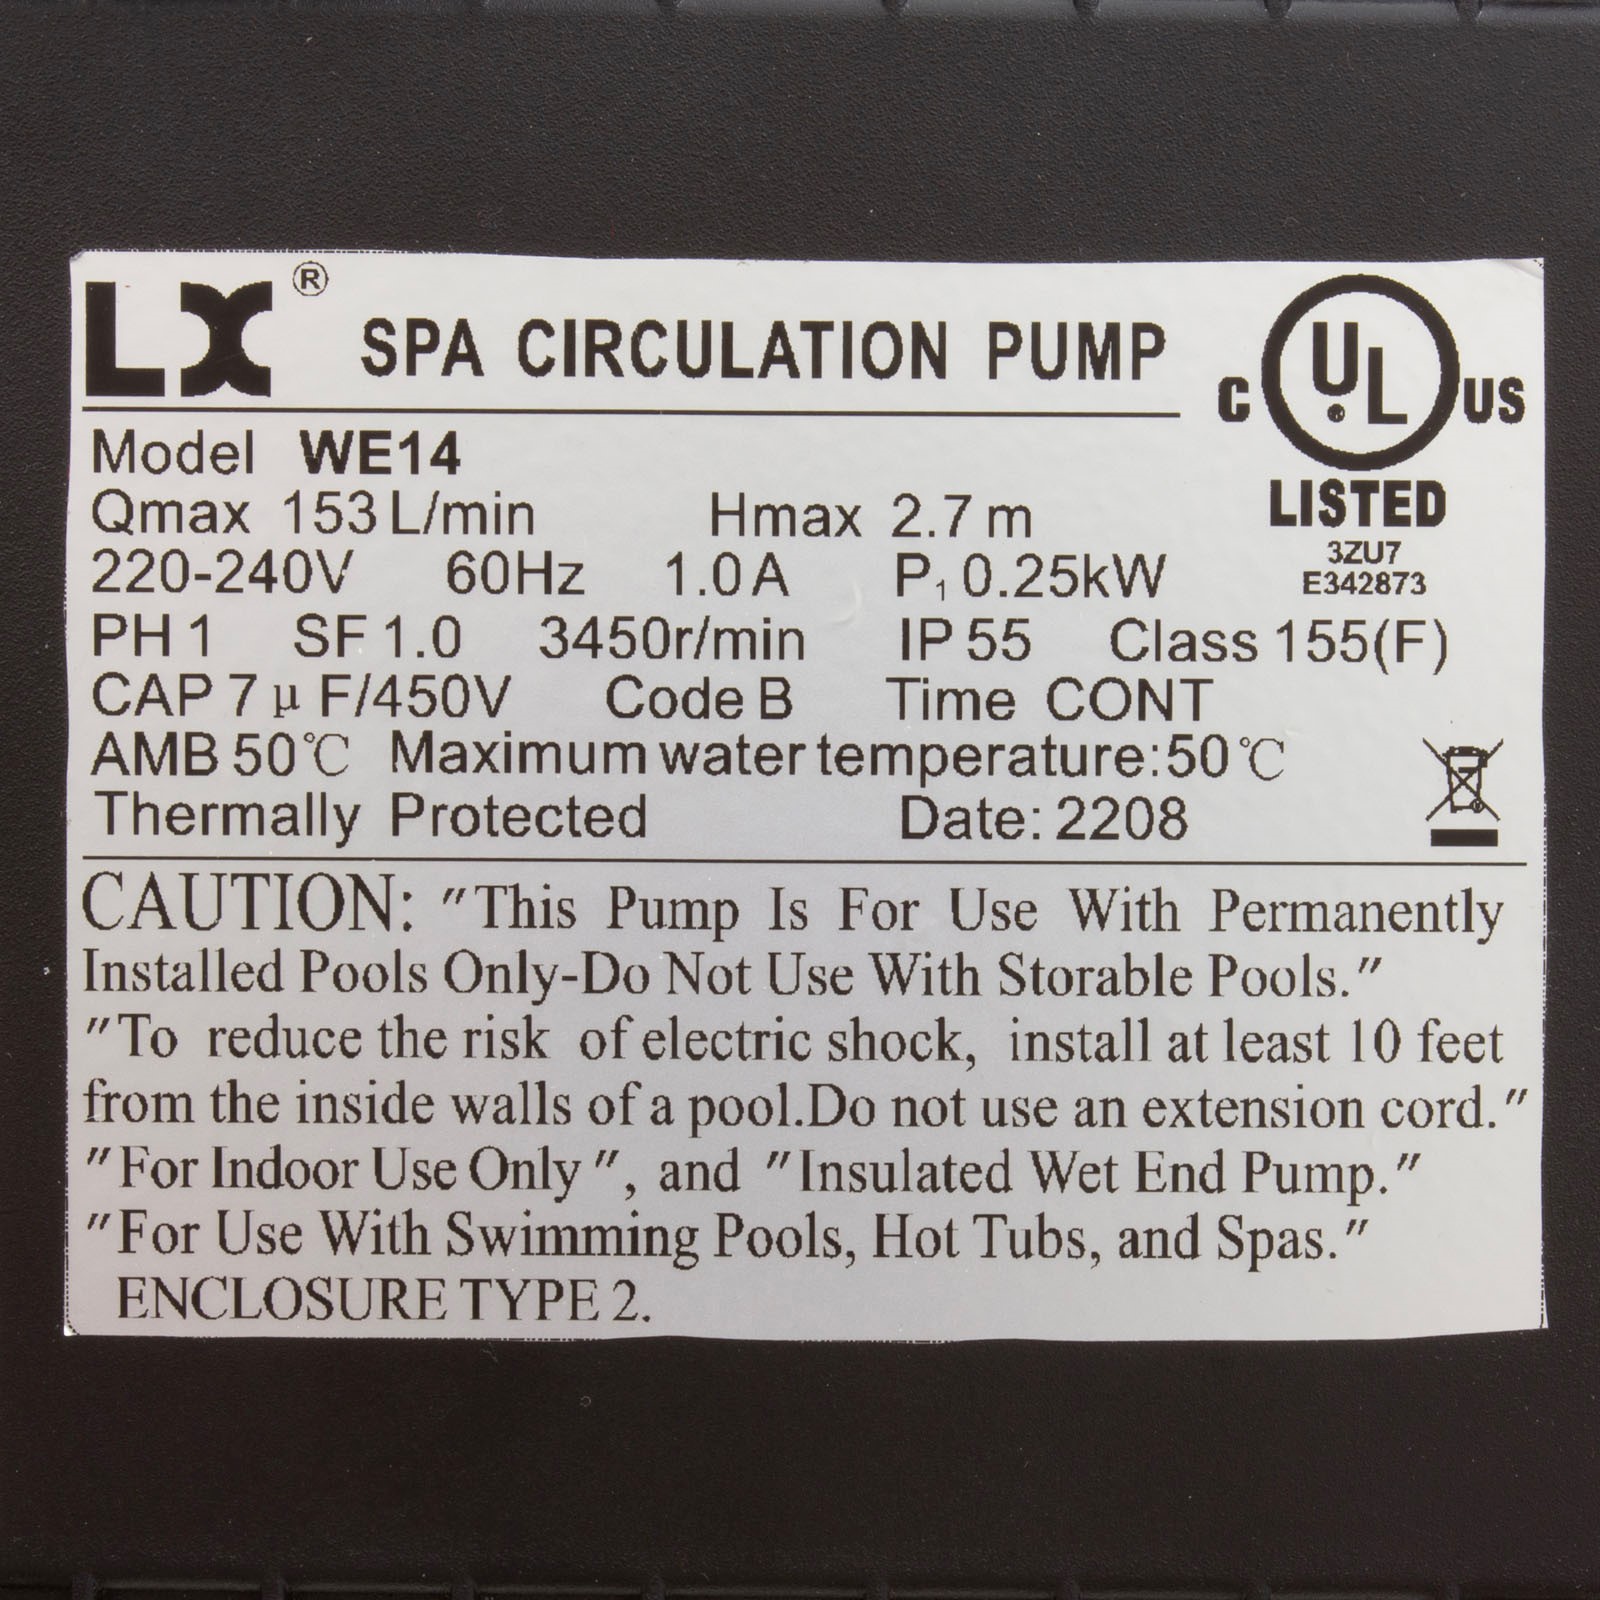 LX® SPA CIRCULATION PUMP
C UL US
LISTED
3ZU7
E342873
Model WE14
Qmax 153 L/min Hmax 2.7 m
220-240V 60Hz 1.0 A P₁ 0.25kW
PH 1 SF 1.0 3450r/min IP 55 Class 155(F)
CAP 7 μ F/450V Code B Time CONT
AMB 50℃ Maximum water temperature:50℃
Thermally Protected Date: 2208
CAUTION: "This Pump Is For Use With Permanently
Installed Pools Only-Do Not Use With Storable Pools."
"To reduce the risk of electric shock, install at least 10 feet
from the inside walls of a pool.Do not use an extension cord."
"For Indoor Use Only", and "Insulated Wet End Pump."
"For Use With Swimming Pools, Hot Tubs, and Spas."
ENCLOSURE TYPE 2.